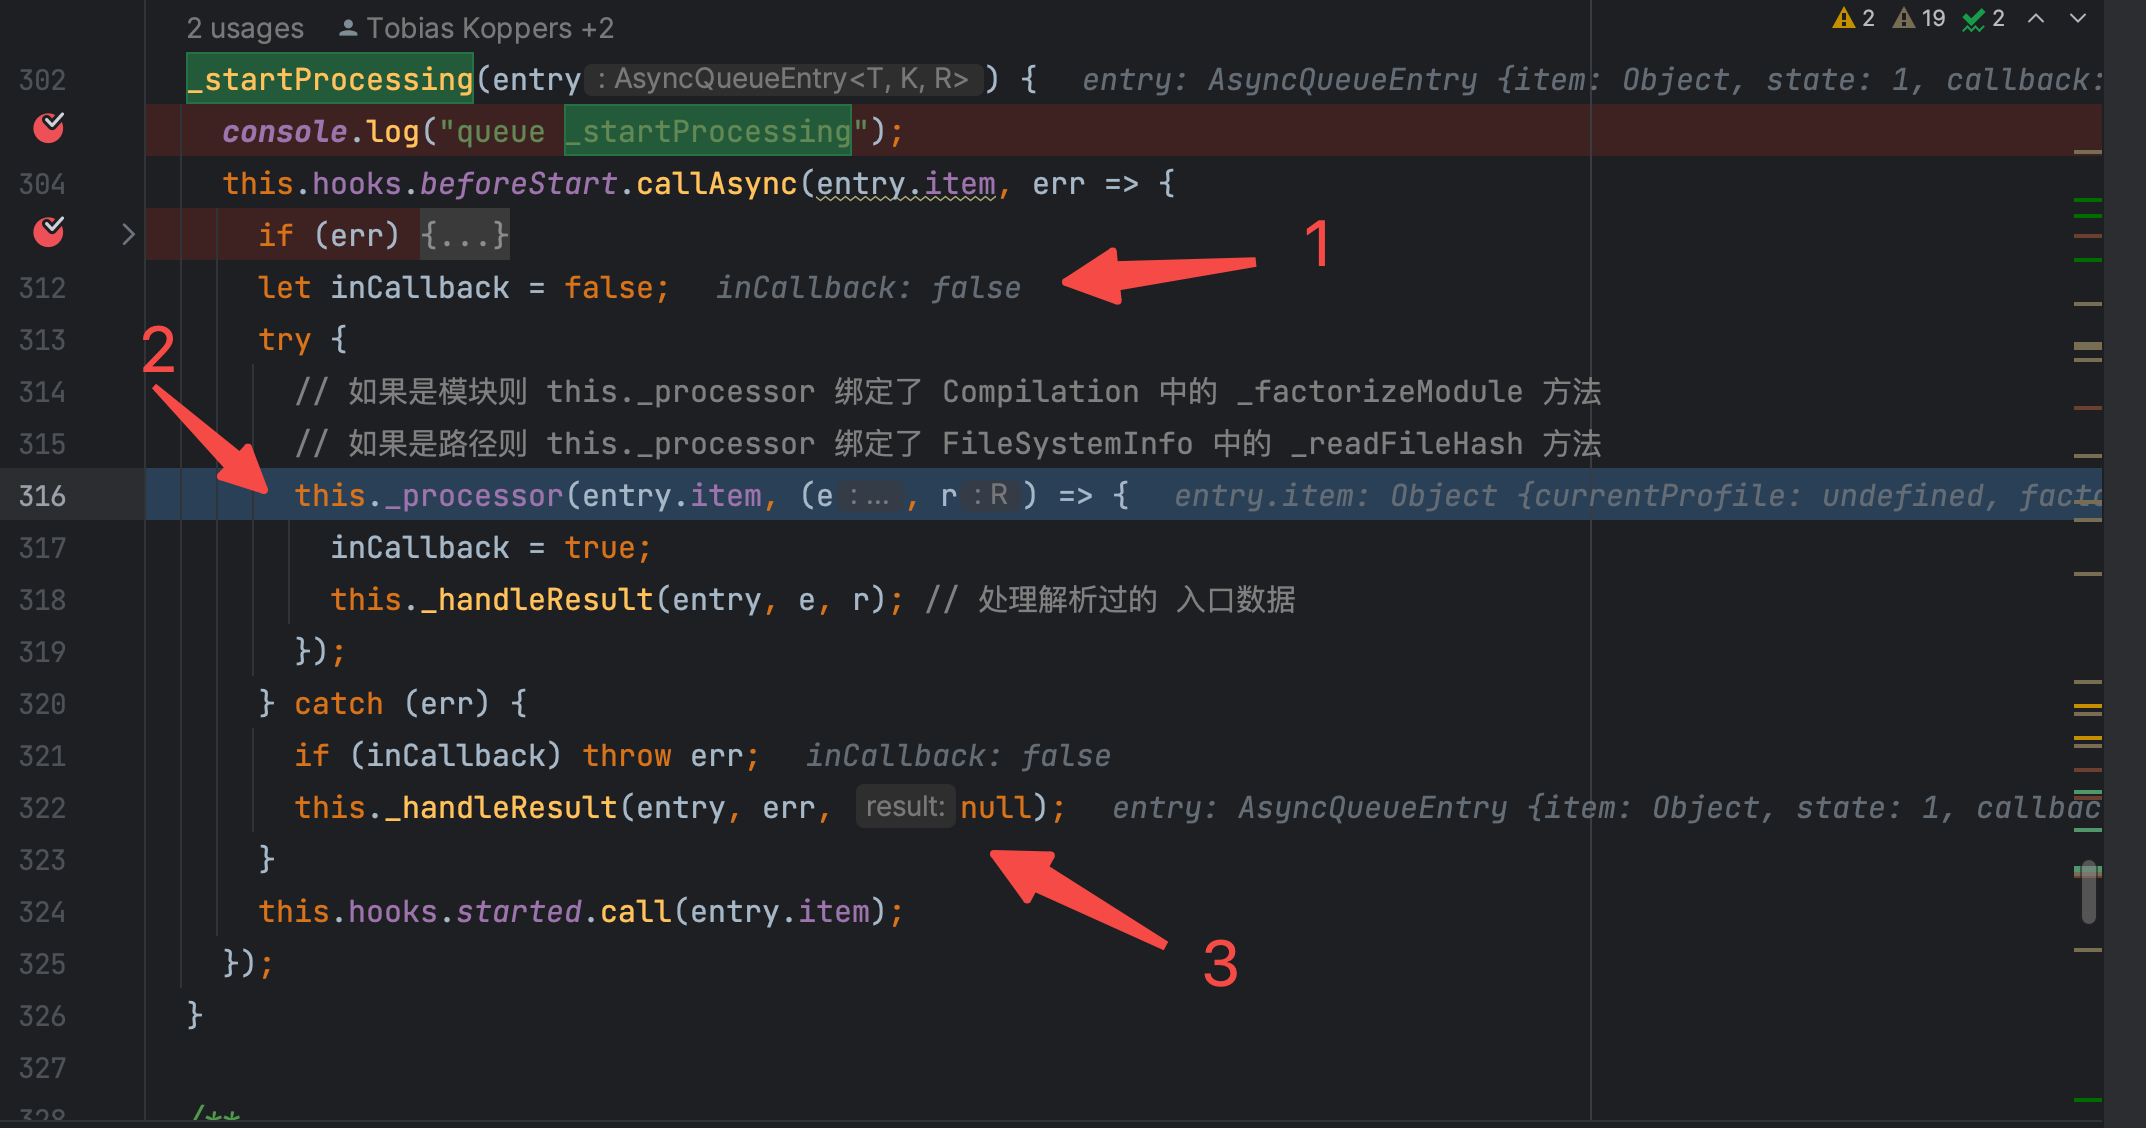 2 usages Tobias Koppers +2
2 19 2
302 _startProcessing(entry : AsyncQueueEntry<T, K, R> ) { entry: AsyncQueueEntry {item: Object, state: 1, callback:
console.log("queue _startProcessing");
304 this.hooks.beforeStart.callAsync(entry.item, err => {
if (err) {...}
1
312 let inCallback = false; inCallback: false
313 try {
2
314 // 如果是模块则 this._processor 绑定了 Compilation 中的 _factorizeModule 方法
315 // 如果是路径则 this._processor 绑定了 FileSystemInfo 中的 _readFileHash 方法
316 this._processor(entry.item, (e : ... , r : R ) => { entry.item: Object {currentProfile: undefined, facto
317 inCallback = true;
318 this._handleResult(entry, e, r); // 处理解析过的 入口数据
319 });
320 } catch (err) {
321 if (inCallback) throw err; inCallback: false
322 this._handleResult(entry, err, result: null); entry: AsyncQueueEntry {item: Object, state: 1, callbac
323 }
324 this.hooks.started.call(entry.item);
3
325 });
326 }
327
328 /**